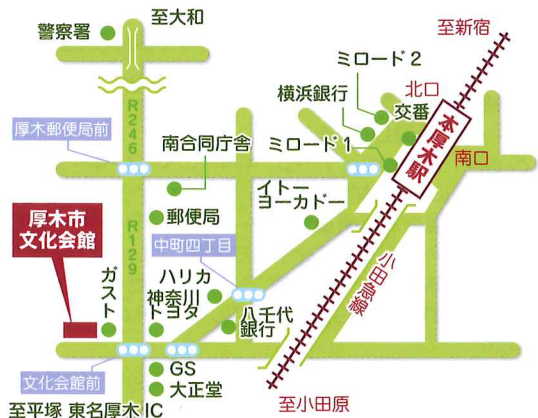 至大和
警察署
至新宿
ミロード2
横浜銀行
北口
交番
R246
厚木郵便局前
南合同庁舎
ミロード1
本厚木駅
南口
イトー
ヨーカドー
郵便局
厚木市
文化会館
R129
中町四丁目
小田急線
ガスト
ハリカ
神奈川
トヨタ
八千代
銀行
文化会館前
GS
大正堂
至平塚 東名厚木IC
至小田原